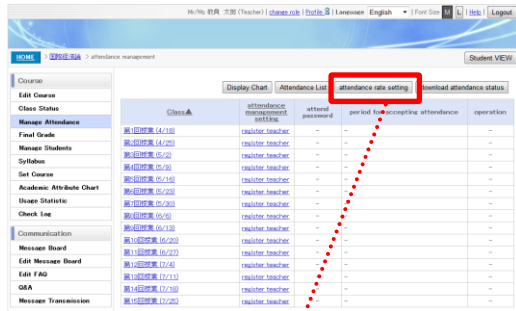 Mr/Ms 教員 太郎 (Teacher) | change role | Profile | Language English | Font Size M L | Help | Logout
HOME > 国際経済論 > attendance management
Student VIEW
Course
Edit Course
Class Status
Manage Attendance
Final Grade
Manage Students
Syllabus
Set Course
Academic Attribute Chart
Usage Statistic
Check Log
Communication
Message Board
Edit Message Board
Edit FAQ
Q&A
Message Transmission
Display Chart Attendance List attendance rate setting download attendance status
Class▲ attendance management setting attend password period for accepting attendance operation
第1回授業 (4/18) register teacher - - -
第2回授業 (4/25) register teacher - - -
第3回授業 (5/2) register teacher - - -
第4回授業 (5/9) register teacher - - -
第5回授業 (5/16) register teacher - - -
第6回授業 (5/23) register teacher - - -
第7回授業 (5/30) register teacher - - -
第8回授業 (6/6) register teacher - - -
第9回授業 (6/13) register teacher - - -
第10回授業 (6/20) register teacher - - -
第11回授業 (6/27) register teacher - - -
第12回授業 (7/4) register teacher - - -
第13回授業 (7/11) register teacher - - -
第14回授業 (7/18) register teacher - - -
第15回授業 (7/25) register teacher - - -